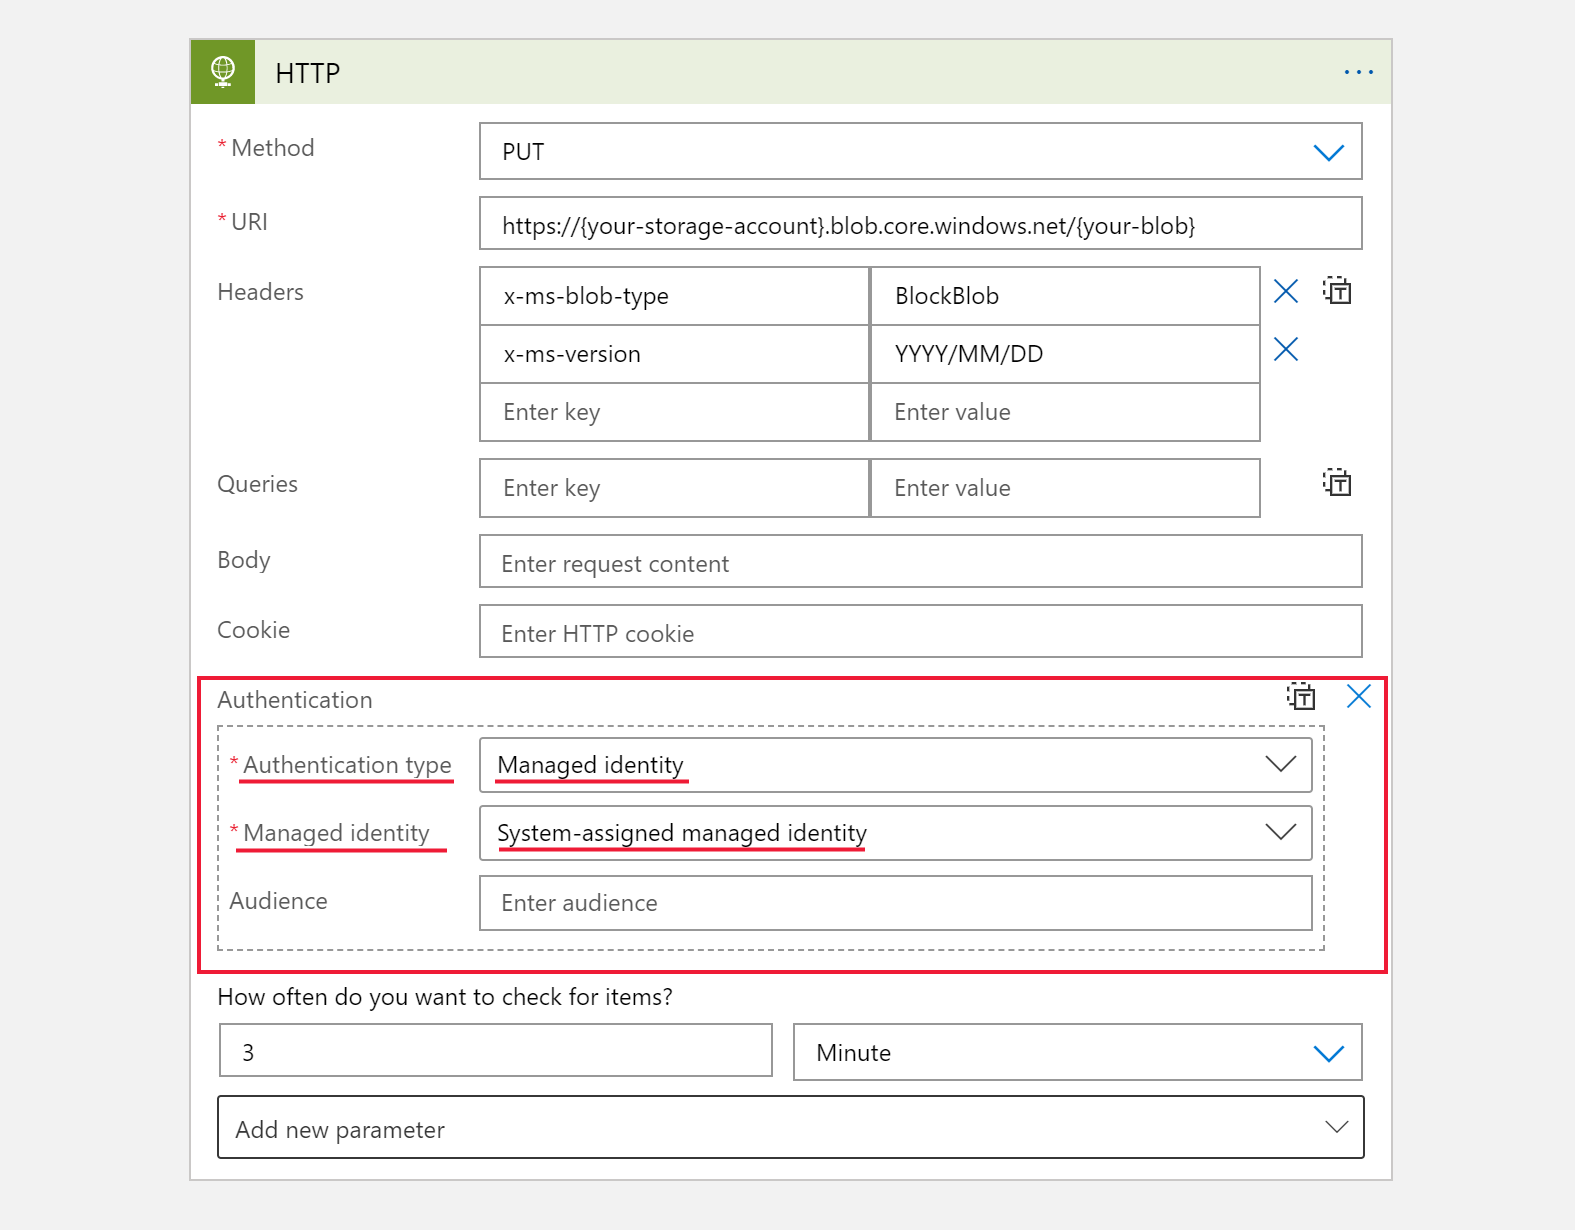 HTTP
* Method
PUT
* URI
https://{your-storage-account}.blob.core.windows.net/{your-blob}
Headers
x-ms-blob-type BlockBlob
x-ms-version YYYY/MM/DD
Enter key Enter value
Queries
Enter key Enter value
Body
Enter request content
Cookie
Enter HTTP cookie
Authentication
* Authentication type
Managed identity
* Managed identity
System-assigned managed identity
Audience
Enter audience
How often do you want to check for items?
3 Minute
Add new parameter